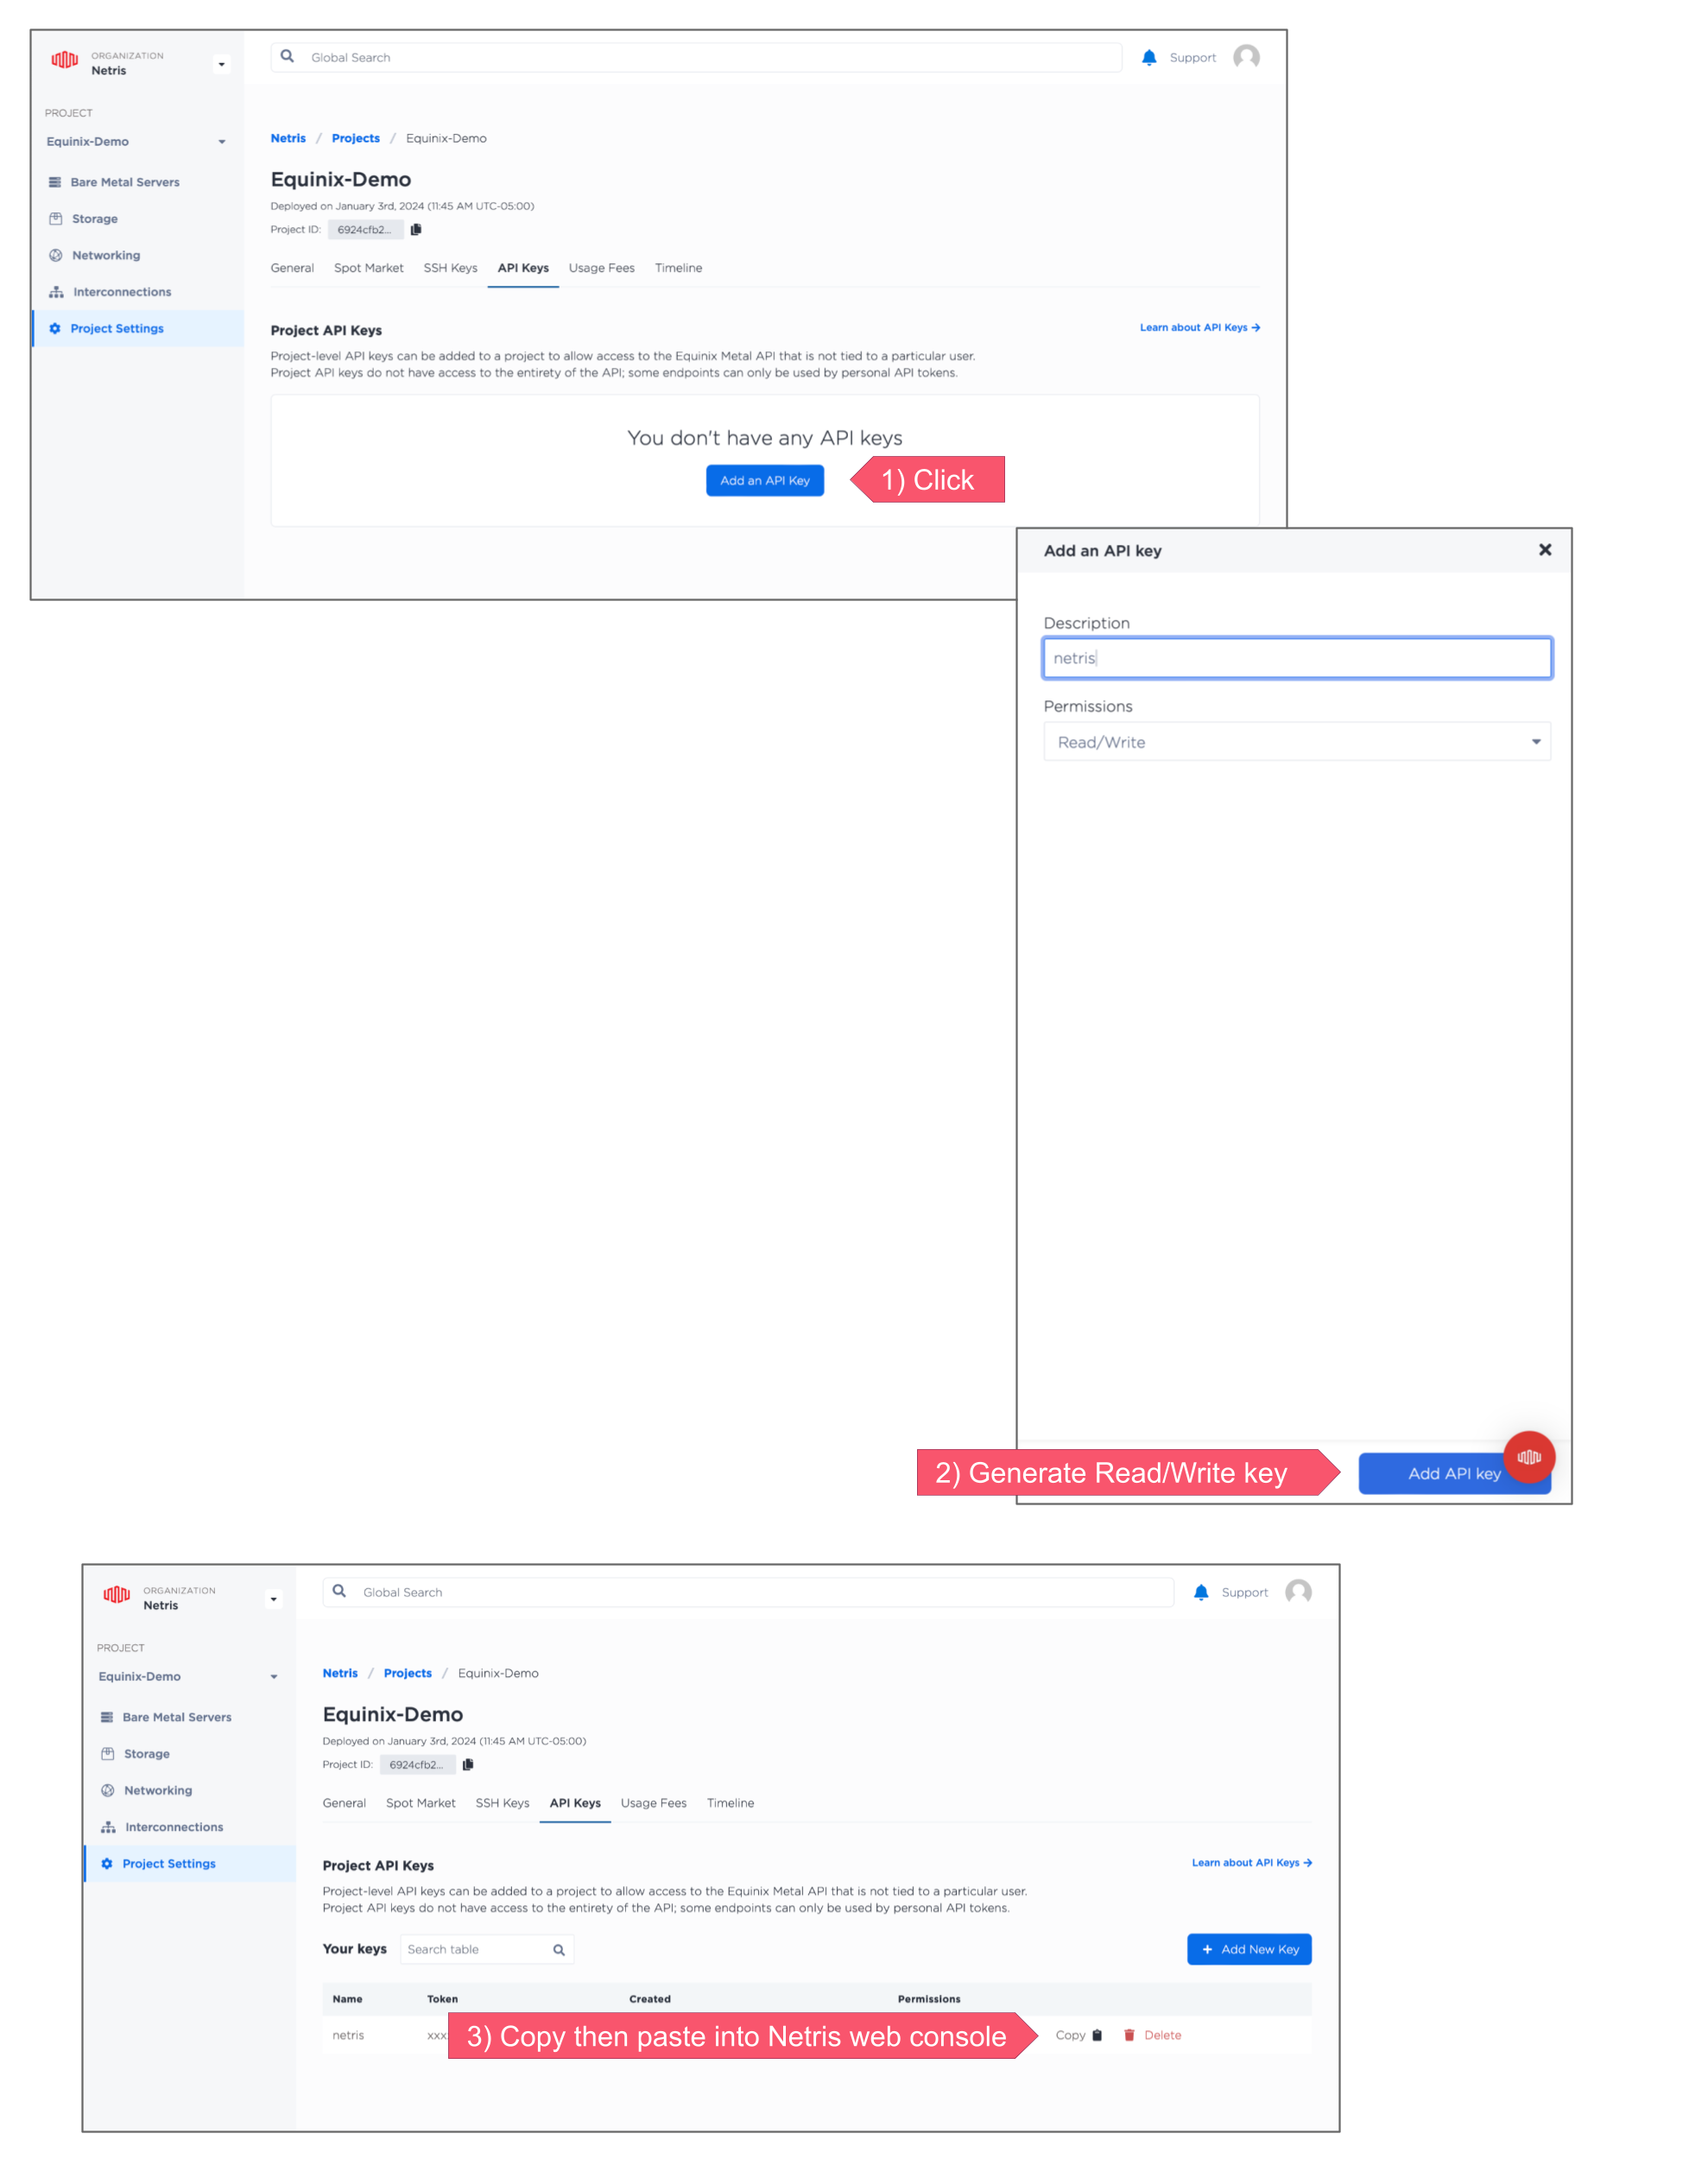 ORGANIZATION
Netris
Global Search
Support
PROJECT
Equinix-Demo
Bare Metal Servers
Storage
Networking
Interconnections
Project Settings
Netris / Projects / Equinix-Demo
Equinix-Demo
Deployed on January 3rd, 2024 (11:45 AM UTC-05:00)
Project ID: 6924cfb2...
General Spot Market SSH Keys API Keys Usage Fees Timeline
Project API Keys
Learn about API Keys →
Project-level API keys can be added to a project to allow access to the Equinix Metal API that is not tied to a particular user.
Project API keys do not have access to the entirety of the API; some endpoints can only be used by personal API tokens.
You don't have any API keys
Add an API Key
1) Click
Add an API key
Description
netris
Permissions
Read/Write
2) Generate Read/Write key
Add API key
ORGANIZATION
Netris
Global Search
Support
PROJECT
Equinix-Demo
Bare Metal Servers
Storage
Networking
Interconnections
Project Settings
Netris / Projects / Equinix-Demo
Equinix-Demo
Deployed on January 3rd, 2024 (11:45 AM UTC-05:00)
Project ID: 6924cfb2...
General Spot Market SSH Keys API Keys Usage Fees Timeline
Project API Keys
Learn about API Keys →
Project-level API keys can be added to a project to allow access to the Equinix Metal API that is not tied to a particular user.
Project API keys do not have access to the entirety of the API; some endpoints can only be used by personal API tokens.
Your keys Search table
+ Add New Key
Name Token Created Permissions
netris
3) Copy then paste into Netris web console
Copy Delete